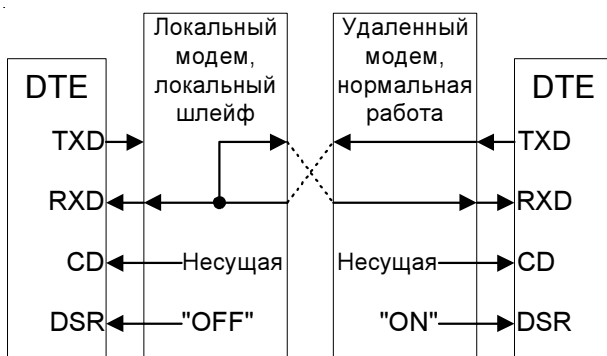 Локальный
модем,
локальный
шлейф
Удаленный
модем,
нормальная
работа
DTE
DTE
TXD
TXD
RXD
RXD
CD
Несущая
Несущая
CD
DSR
"OFF"
"ON"
DSR